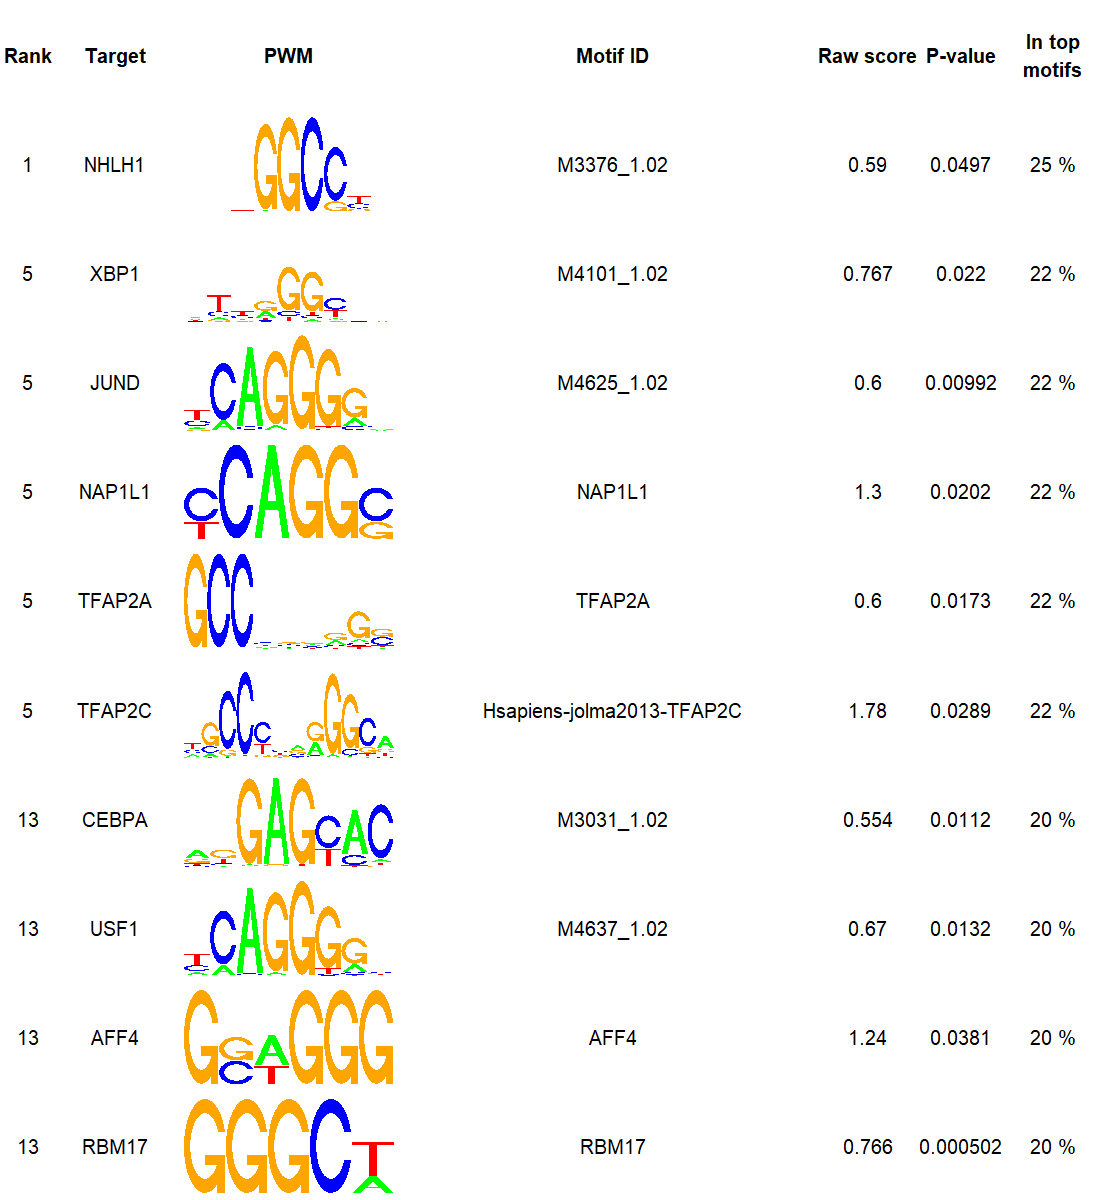 Rank Target PWM Motif ID Raw score P-value In top motifs
1 NHLH1 M3376_1.02 0.59 0.0497 25 %
5 XBP1 M4101_1.02 0.767 0.022 22 %
5 JUND M4625_1.02 0.6 0.00992 22 %
5 NAP1L1 NAP1L1 1.3 0.0202 22 %
5 TFAP2A TFAP2A 0.6 0.0173 22 %
5 TFAP2C Hsapiens-jolma2013-TFAP2C 1.78 0.0289 22 %
13 CEBPA M3031_1.02 0.554 0.0112 20 %
13 USF1 M4637_1.02 0.67 0.0132 20 %
13 AFF4 AFF4 1.24 0.0381 20 %
13 RBM17 RBM17 0.766 0.000502 20 %